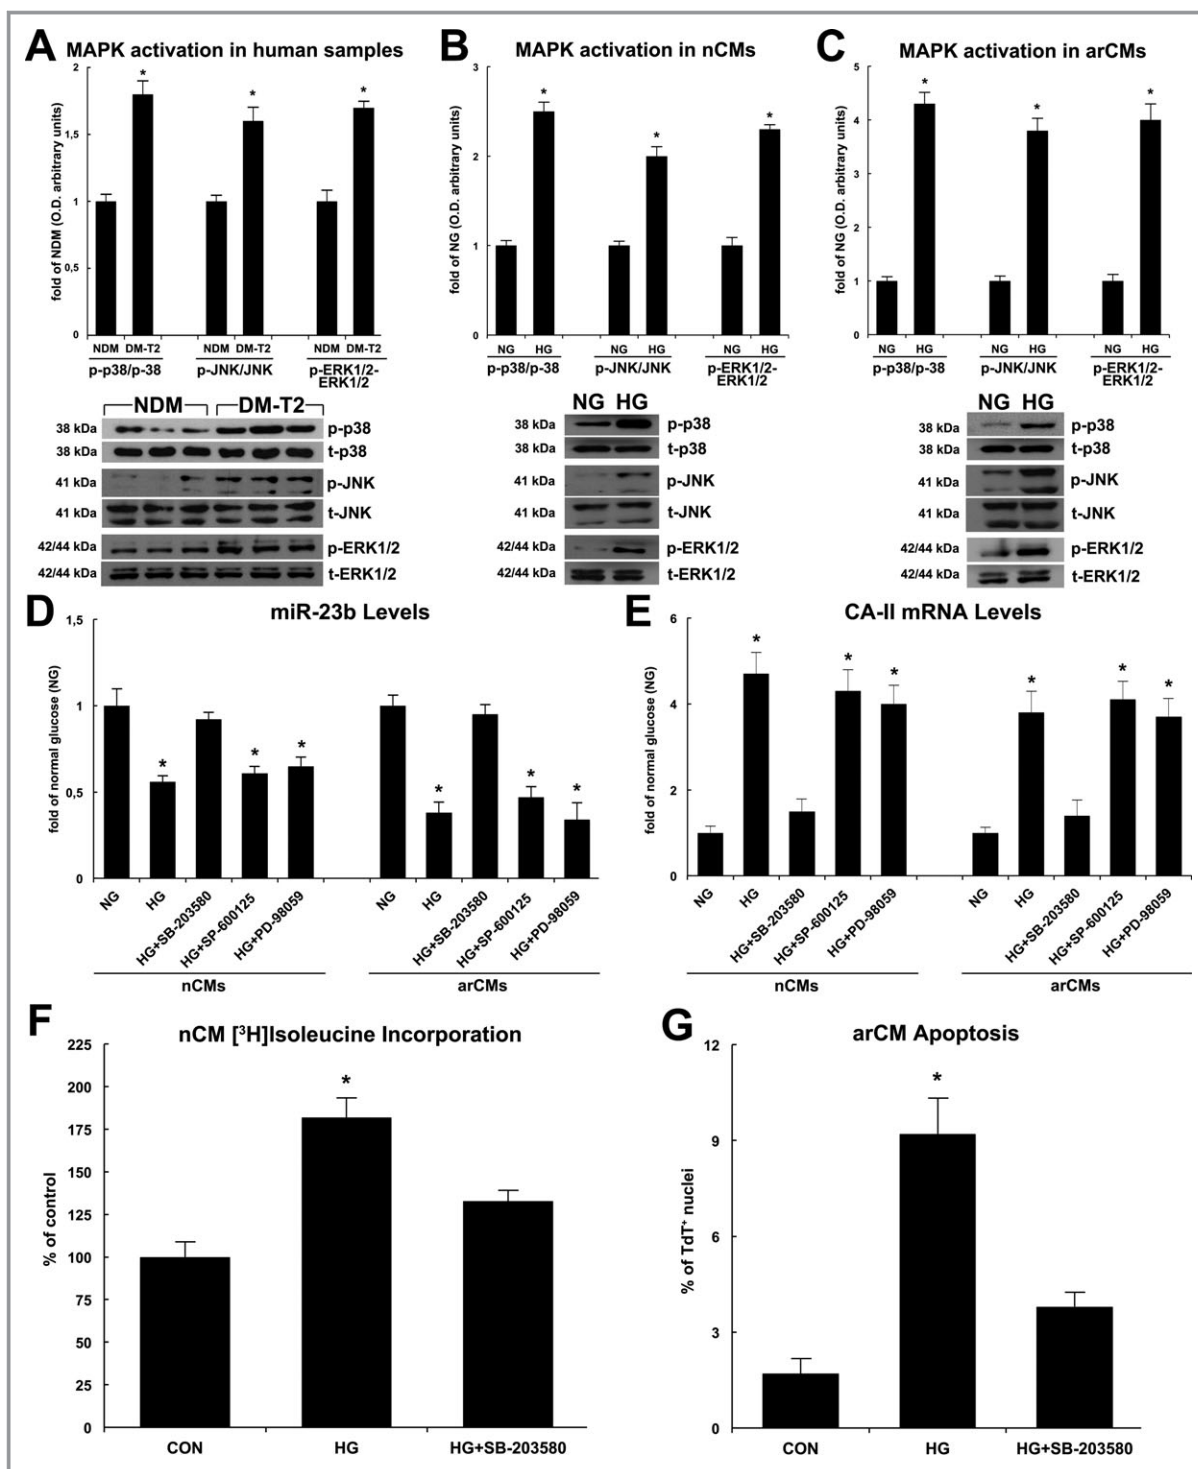 A MAPK activation in human samples
fold of NDM (O.D. arbitrary units)
2
1,5
1
0,5
0
*
*
*
NDM DM-T2 NDM DM-T2 NDM DM-T2
p-p38/p-38 p-JNK/JNK p-ERK1/2-
ERK1/2
NDM DM-T2
38 kDa p-p38
38 kDa t-p38
41 kDa p-JNK
41 kDa t-JNK
42/44 kDa p-ERK1/2
42/44 kDa t-ERK1/2
B MAPK activation in nCMs
fold of NG (O.D. arbitrary units)
3
2
1
0
*
*
*
NG HG NG HG NG HG
p-p38/p-38 p-JNK/JNK p-ERK1/2-
ERK1/2
NG HG
38 kDa p-p38
38 kDa t-p38
41 kDa p-JNK
41 kDa t-JNK
42/44 kDa p-ERK1/2
42/44 kDa t-ERK1/2
C MAPK activation in arCMs
fold of NG (O.D. arbitrary units)
5
4
3
2
1
0
*
*
*
NG HG NG HG NG HG
p-p38/p-38 p-JNK/JNK p-ERK1/2-
ERK1/2
NG HG
38 kDa p-p38
38 kDa t-p38
41 kDa p-JNK
41 kDa t-JNK
42/44 kDa p-ERK1/2
42/44 kDa t-ERK1/2
D miR-23b Levels
fold of normal glucose (NG)
1,5
1
0,5
0
* * *
* * *
NG HG HG+SB-203580 HG+SP-600125 HG+PD-98059
NG HG HG+SB-203580 HG+SP-600125 HG+PD-98059
nCMs arCMs
E CA-II mRNA Levels
fold of normal glucose (NG)
6
4
2
0
* * *
* * *
NG HG HG+SB-203580 HG+SP-600125 HG+PD-98059
NG HG HG+SB-203580 HG+SP-600125 HG+PD-98059
nCMs arCMs
F nCM [³H]Isoleucine Incorporation
% of control
225
200
175
150
125
100
75
50
25
0
*
CON HG HG+SB-203580
G arCM Apoptosis
% of TdT⁺ nuclei
12
9
6
3
0
*
CON HG HG+SB-203580